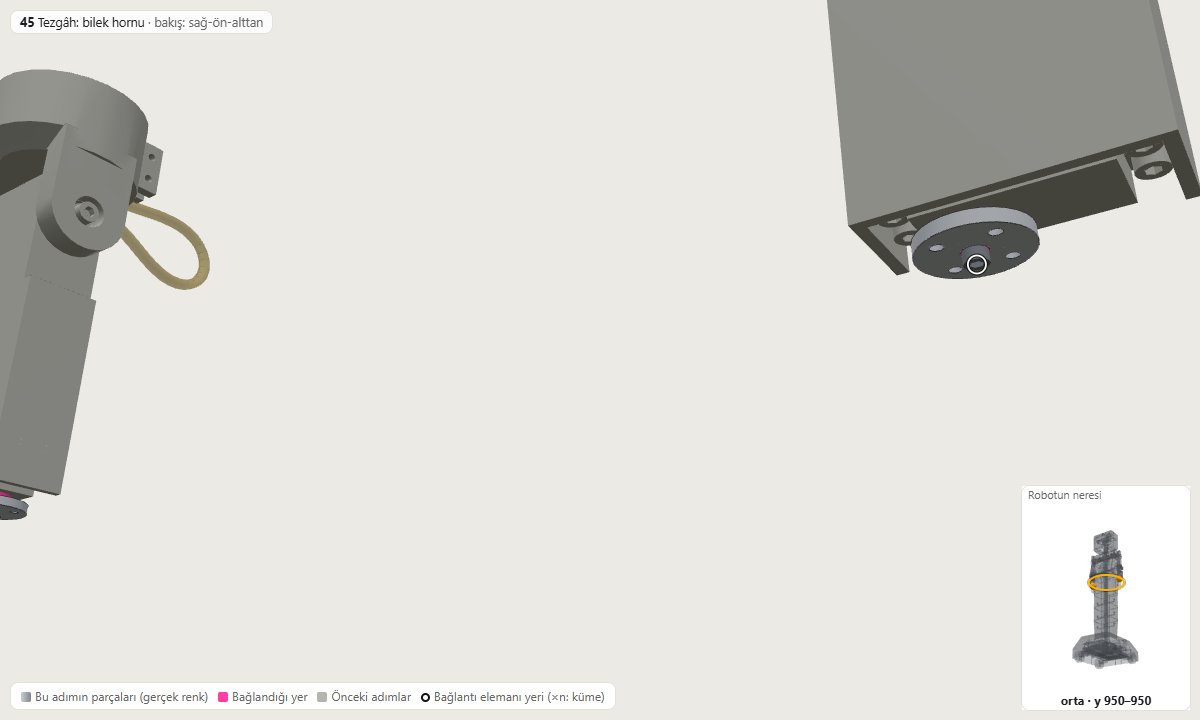 45 Tezgâh: bilek hornu · bakış: sağ-ön-alttan
Robotun neresi
orta · y 950–950
Bu adımın parçaları (gerçek renk)
Bağlandığı yer
Önceki adımlar
Bağlantı elemanı yeri (×n: küme)